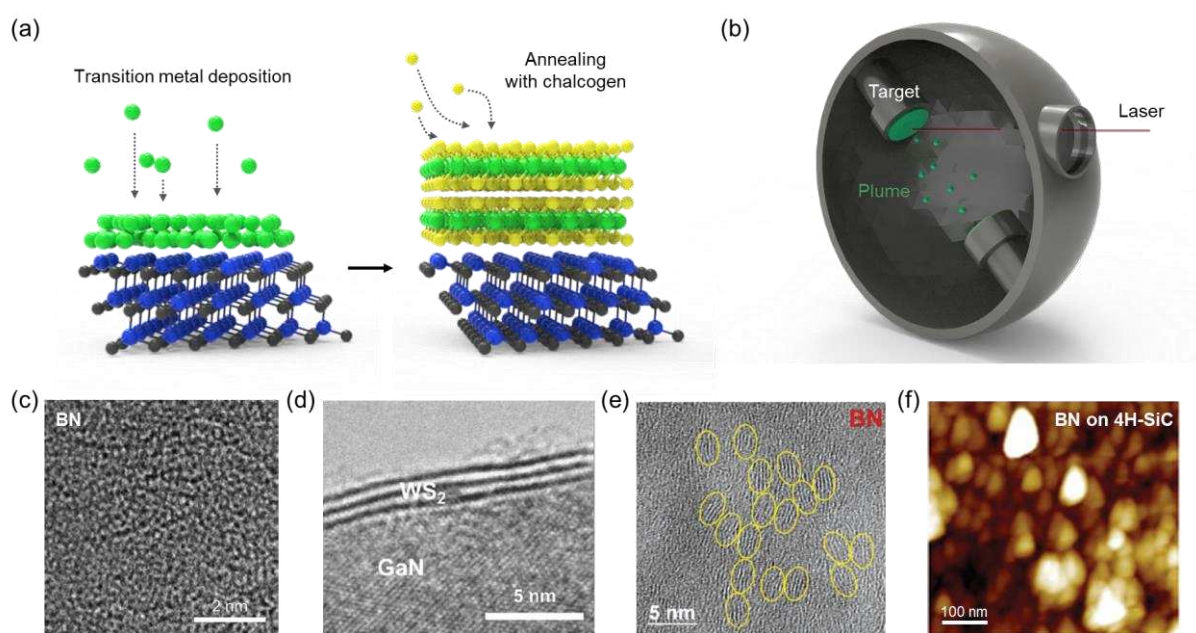 (a)
Transition metal deposition
Annealing
with chalcogen
(b)
Target
Laser
Plume
(c)
BN
2 nm
(d)
WS₂
GaN
5 nm
(e)
BN
5 nm
(f)
BN on 4H-SiC
100 nm